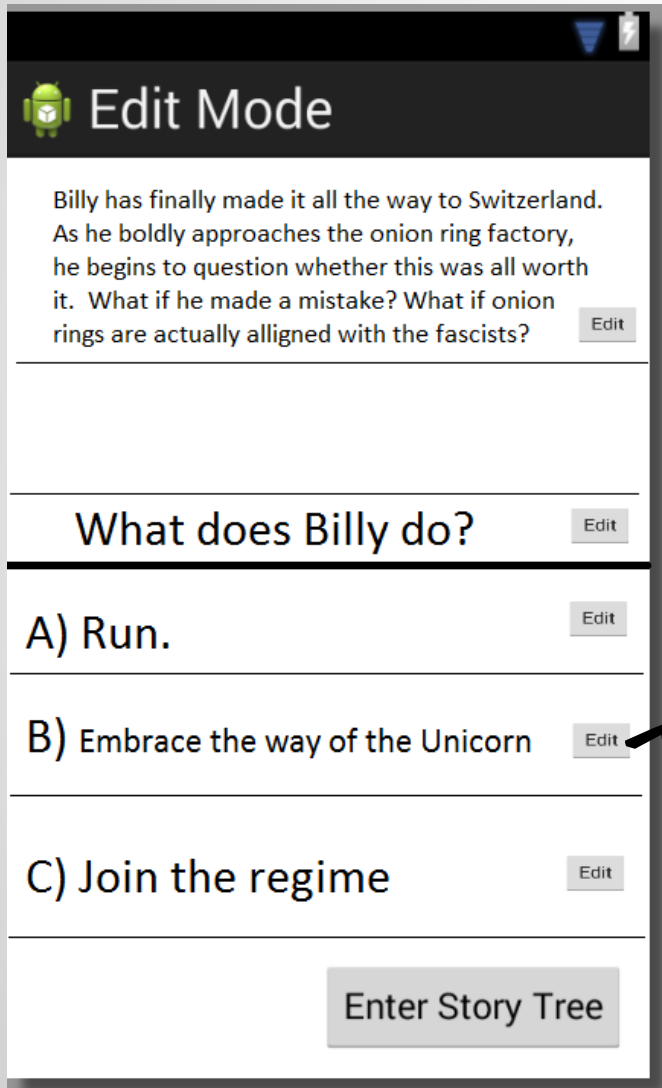 Edit Mode
Billy has finally made it all the way to Switzerland.
As he boldly approaches the onion ring factory,
he begins to question whether this was all worth
it.  What if he made a mistake? What if onion
rings are actually alligned with the fascists?
Edit
What does Billy do?
Edit
A) Run.
Edit
B) Embrace the way of the Unicorn
Edit
C) Join the regime
Edit
Enter Story Tree